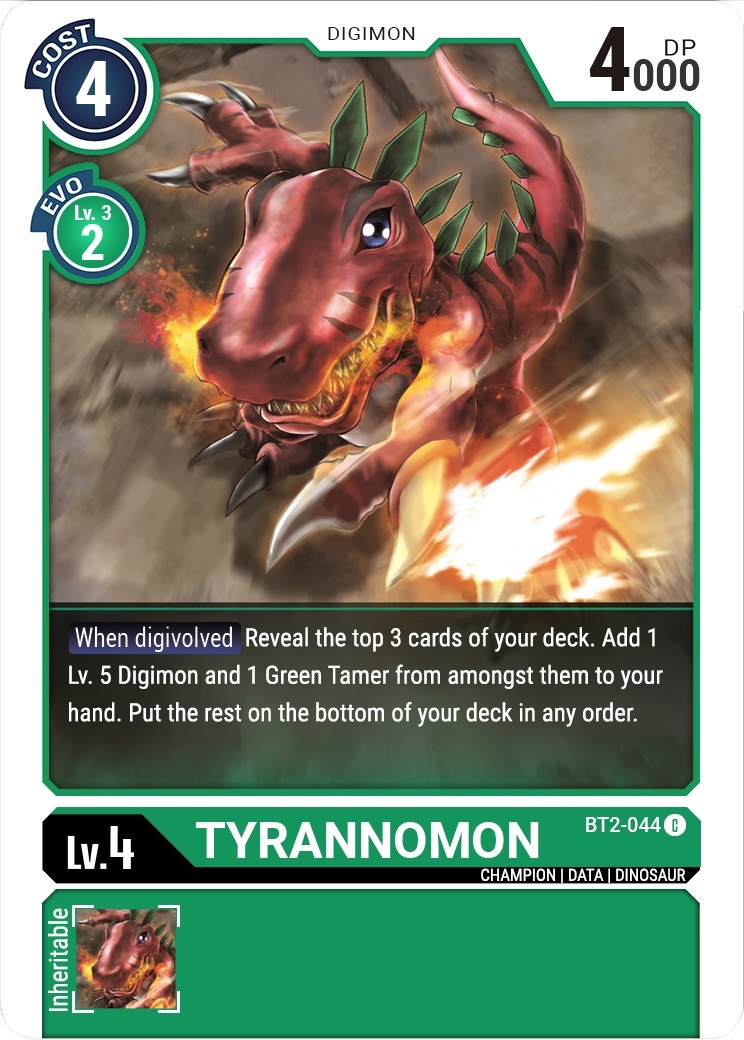 DIGIMON
COST
4
DP
4000
EVO
Lv. 3
2
When digivolved Reveal the top 3 cards of your deck. Add 1
Lv. 5 Digimon and 1 Green Tamer from amongst them to your
hand. Put the rest on the bottom of your deck in any order.
Lv.4
TYRANNOMON
BT2-044 C
CHAMPION | DATA | DINOSAUR
Inheritable